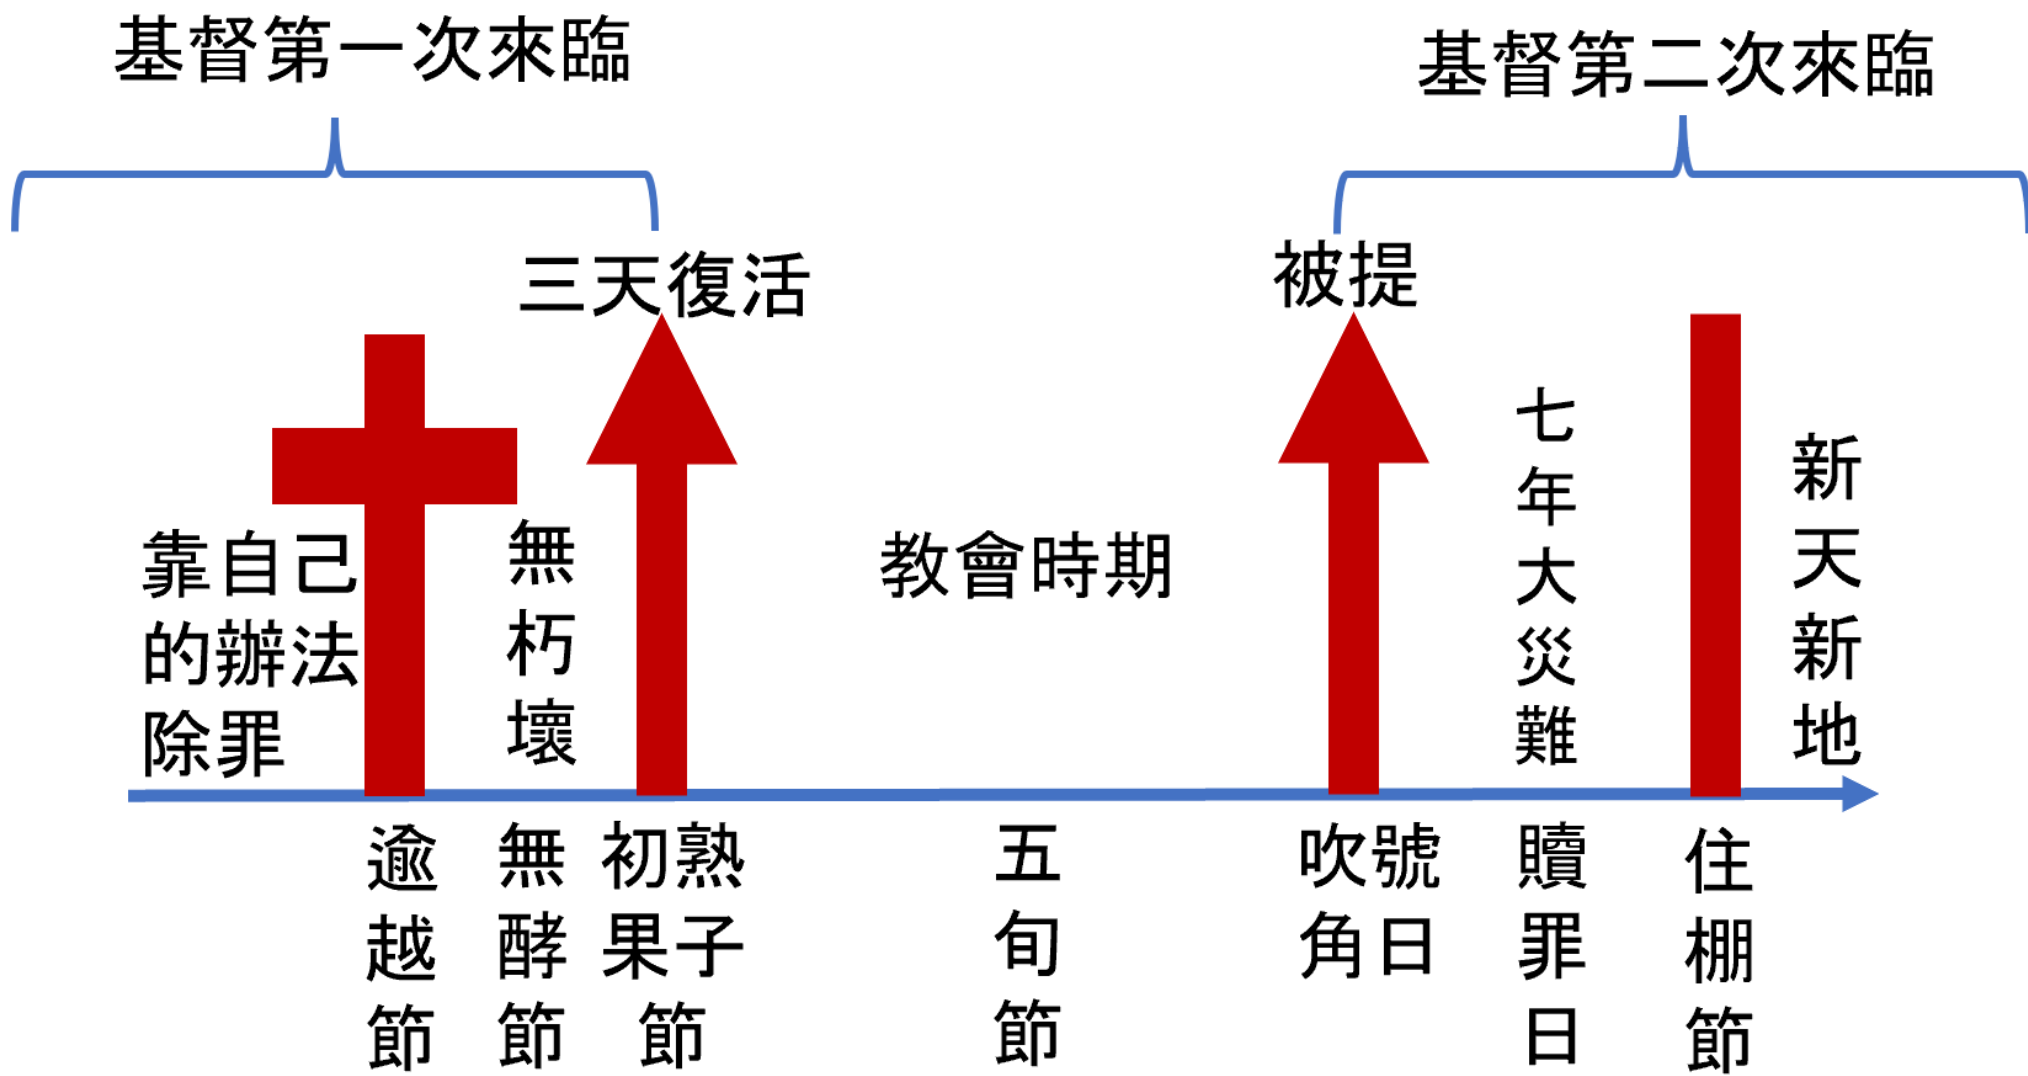 基督第一次來臨
基督第二次來臨
三天復活
被提
靠自己
的辦法
除罪
無朽壞
教會時期
七年大災難
新天新地
逾越節
無酵節
初熟
果子
節
五旬節
吹號
角日
贖罪日
住棚節